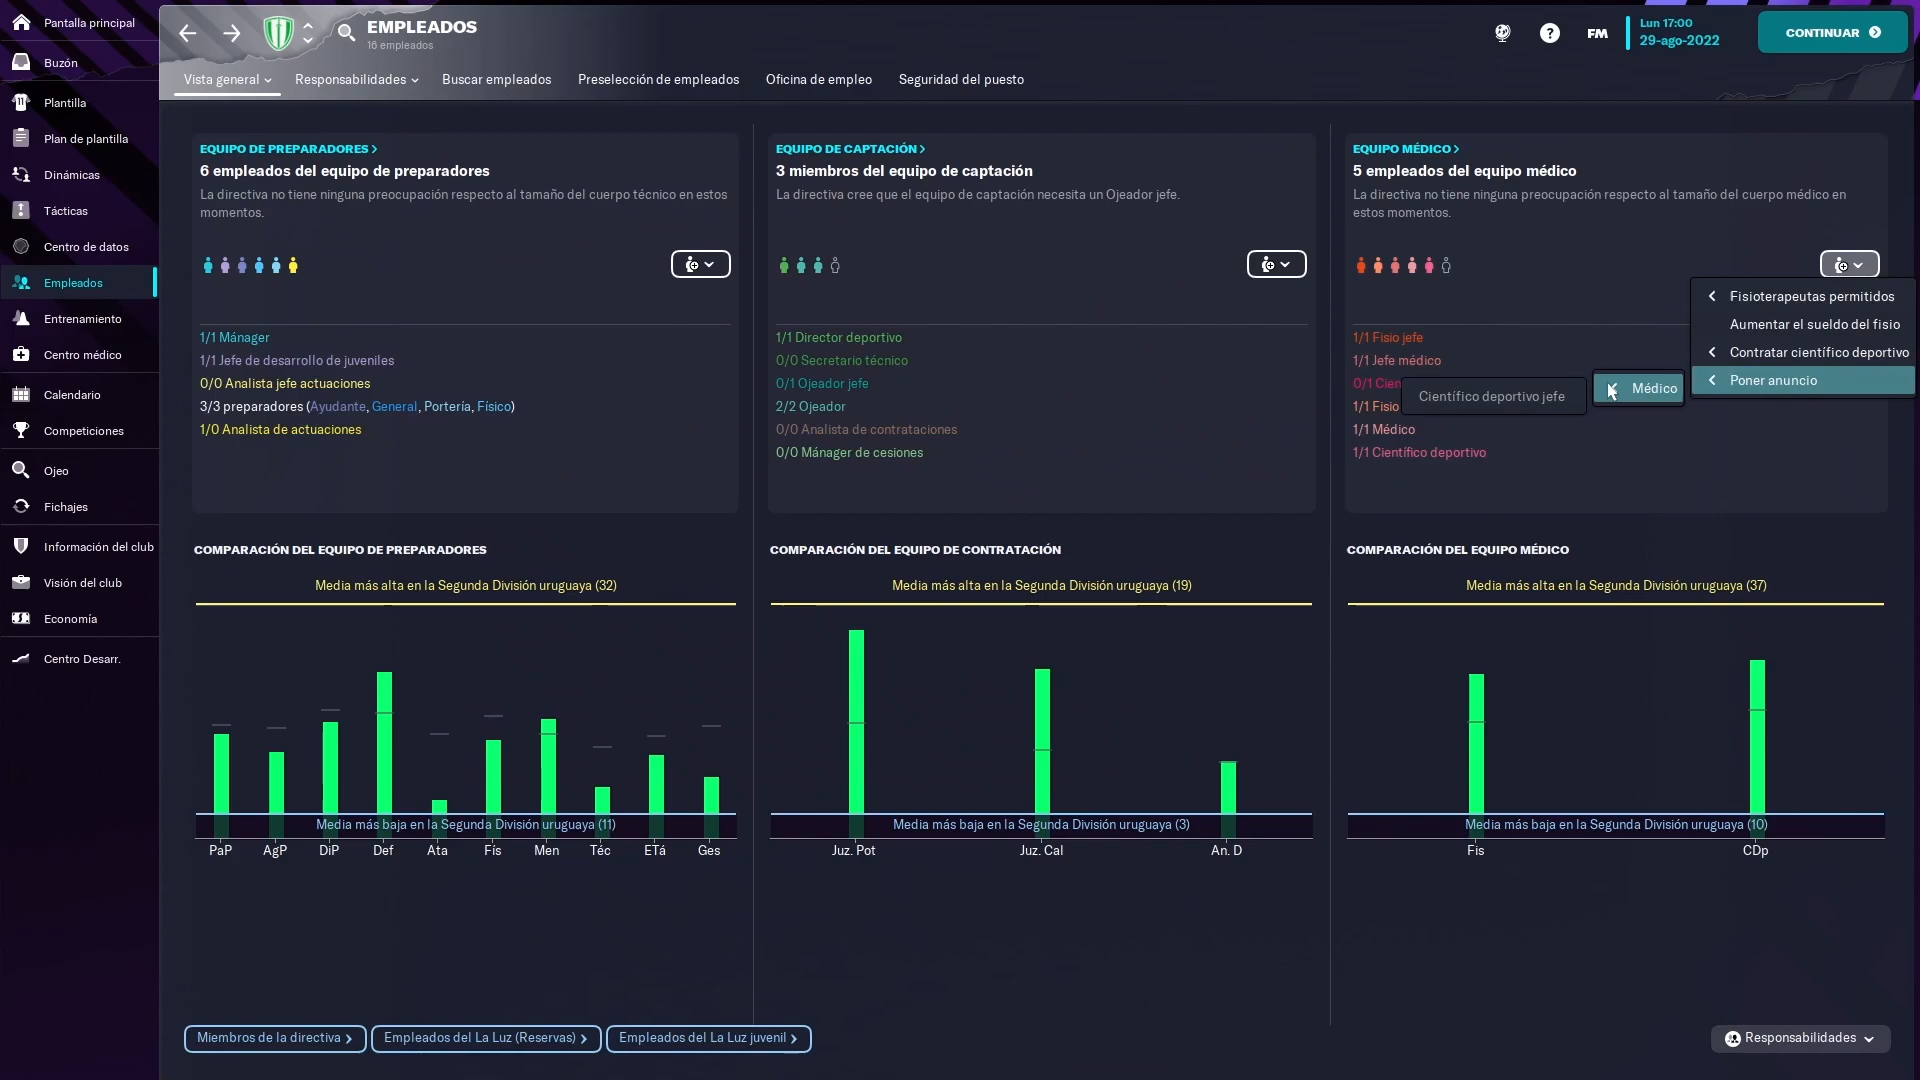 Pantalla principal
Buzón
Plantilla
Plan de plantilla
Dinámicas
Tácticas
Centro de datos
Empleados
Entrenamiento
Centro médico
Calendario
Competiciones
Ojeo
Fichajes
Información del club
Visión del club
Economía
Centro Desarr.
EMPLEADOS
16 empleados
?
FM
Lun 17:00
29-ago-2022
CONTINUAR
Vista general
Responsabilidades
Buscar empleados
Preselección de empleados
Oficina de empleo
Seguridad del puesto
EQUIPO DE PREPARADORES
6 empleados del equipo de preparadores
La directiva no tiene ninguna preocupación respecto al tamaño del cuerpo técnico en estos
momentos.
1/1 Mánager
1/1 Jefe de desarrollo de juveniles
0/0 Analista jefe actuaciones
3/3 preparadores (Ayudante, General, Portería, Físico)
1/0 Analista de actuaciones
EQUIPO DE CAPTACIÓN
3 miembros del equipo de captación
La directiva cree que el equipo de captación necesita un Ojeador jefe.
1/1 Director deportivo
0/0 Secretario técnico
0/1 Ojeador jefe
2/2 Ojeador
0/0 Analista de contrataciones
0/0 Mánager de cesiones
EQUIPO MÉDICO
5 empleados del equipo médico
La directiva no tiene ninguna preocupación respecto al tamaño del cuerpo médico en
estos momentos.
Fisioterapeutas permitidos
Aumentar el sueldo del fisio
Contratar científico deportivo
Poner anuncio
Médico
Científico deportivo jefe
1/1 Fisio jefe
1/1 Jefe médico
0/1 Cien
1/1 Fisio
1/1 Médico
1/1 Científico deportivo
COMPARACIÓN DEL EQUIPO DE PREPARADORES
Media más alta en la Segunda División uruguaya (32)
Media más baja en la Segunda División uruguaya (11)
PaP AgP DiP Def Ata Fís Men Téc ETá Ges
COMPARACIÓN DEL EQUIPO DE CONTRATACIÓN
Media más alta en la Segunda División uruguaya (19)
Media más baja en la Segunda División uruguaya (3)
Juz. Pot Juz. Cal An. D
COMPARACIÓN DEL EQUIPO MÉDICO
Media más alta en la Segunda División uruguaya (37)
Media más baja en la Segunda División uruguaya (10)
Fis CDp
Miembros de la directiva
Empleados del La Luz (Reservas)
Empleados del La Luz juvenil
Responsabilidades